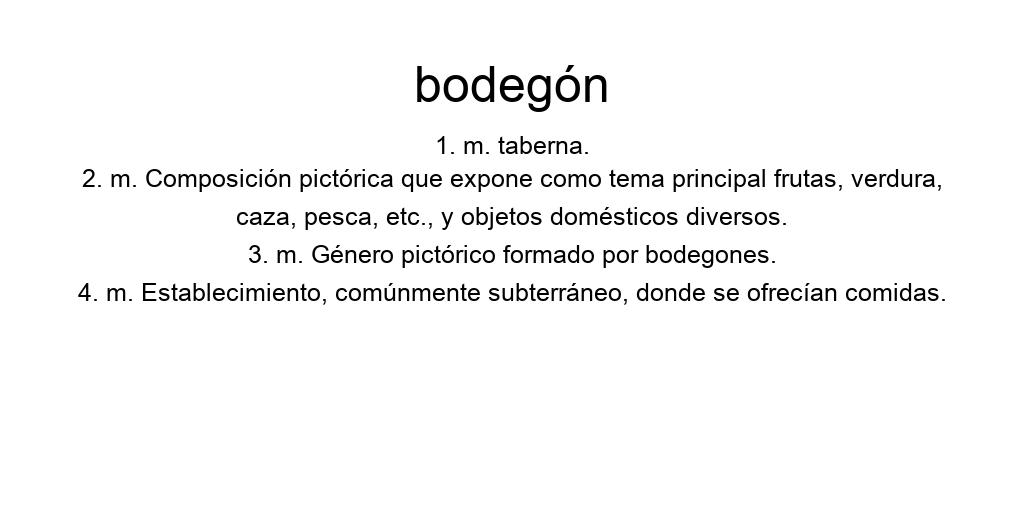 bodegón
1. m. taberna.
2. m. Composición pictórica que expone como tema principal frutas, verdura,
caza, pesca, etc., y objetos domésticos diversos.
3. m. Género pictórico formado por bodegones.
4. m. Establecimiento, comúnmente subterráneo, donde se ofrecían comidas.